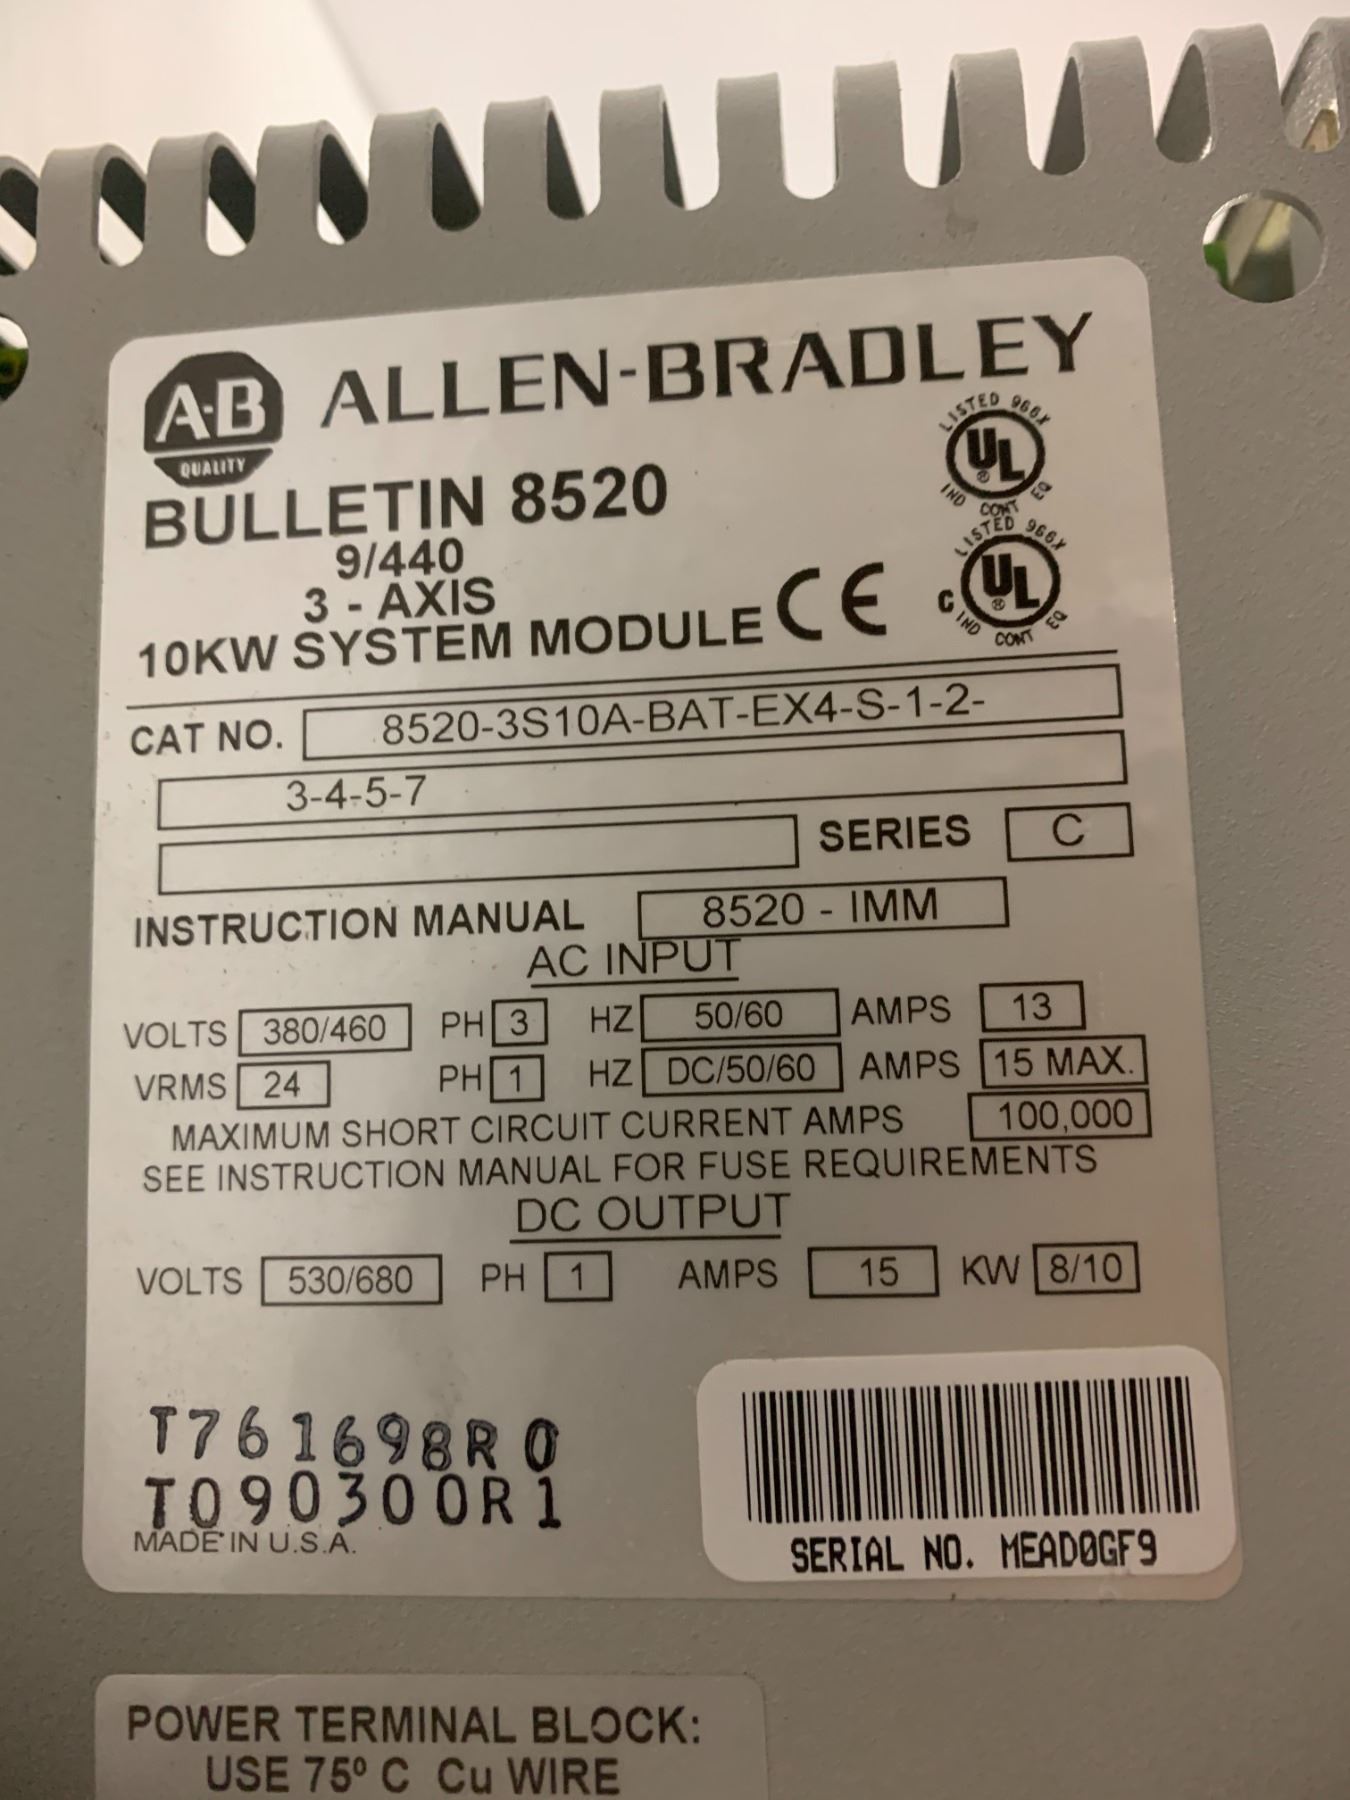 A-B ALLEN-BRADLEY
QUALITY
BULLETIN 8520
9/440
3 - AXIS
10KW SYSTEM MODULE CE
LISTED 966X
UL ®
IND CONT EQ
LISTED 966X
C UL ®
IND CONT EQ
CAT NO. 8520-3S10A-BAT-EX4-S-1-2-
3-4-5-7
SERIES C
INSTRUCTION MANUAL 8520 - IMM
AC INPUT
VOLTS 380/460 PH 3 HZ 50/60 AMPS 13
VRMS 24 PH 1 HZ DC/50/60 AMPS 15 MAX.
MAXIMUM SHORT CIRCUIT CURRENT AMPS 100,000
SEE INSTRUCTION MANUAL FOR FUSE REQUIREMENTS
DC OUTPUT
VOLTS 530/680 PH 1 AMPS 15 KW 8/10
T761698R0
T090300R1
MADE IN U.S.A.
SERIAL NO. MEAD0GF9
POWER TERMINAL BLOCK:
USE 75º C Cu WIRE